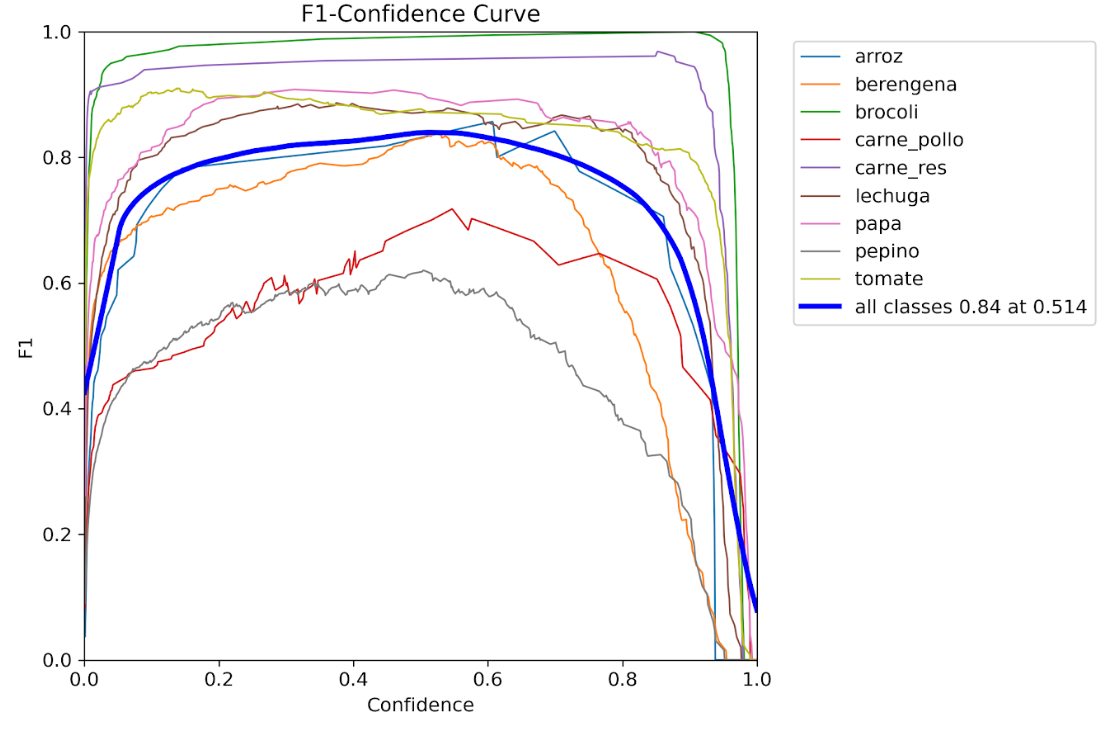 F1-Confidence Curve
1.0
0.8
0.6
0.4
0.2
0.0
F1
0.0 0.2 0.4 0.6 0.8 1.0
Confidence
arroz
berengena
brocoli
carne_pollo
carne_res
lechuga
papa
pepino
tomate
all classes 0.84 at 0.514